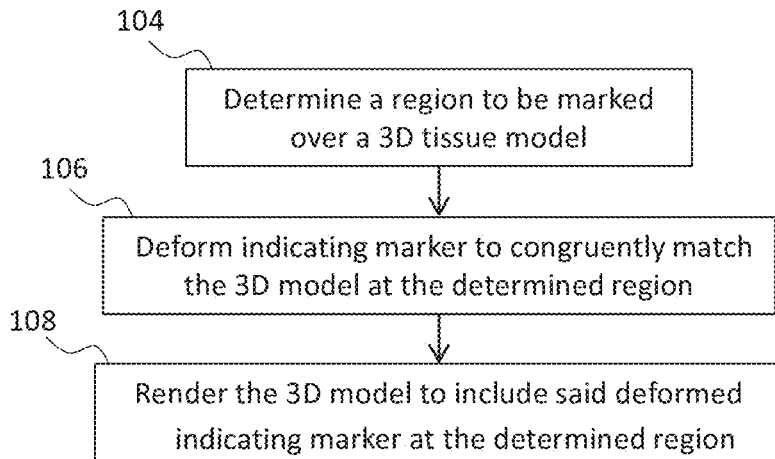 104
Determine a region to be marked
over a 3D tissue model
106
Deform indicating marker to congruently match
the 3D model at the determined region
108
Render the 3D model to include said deformed
indicating marker at the determined region